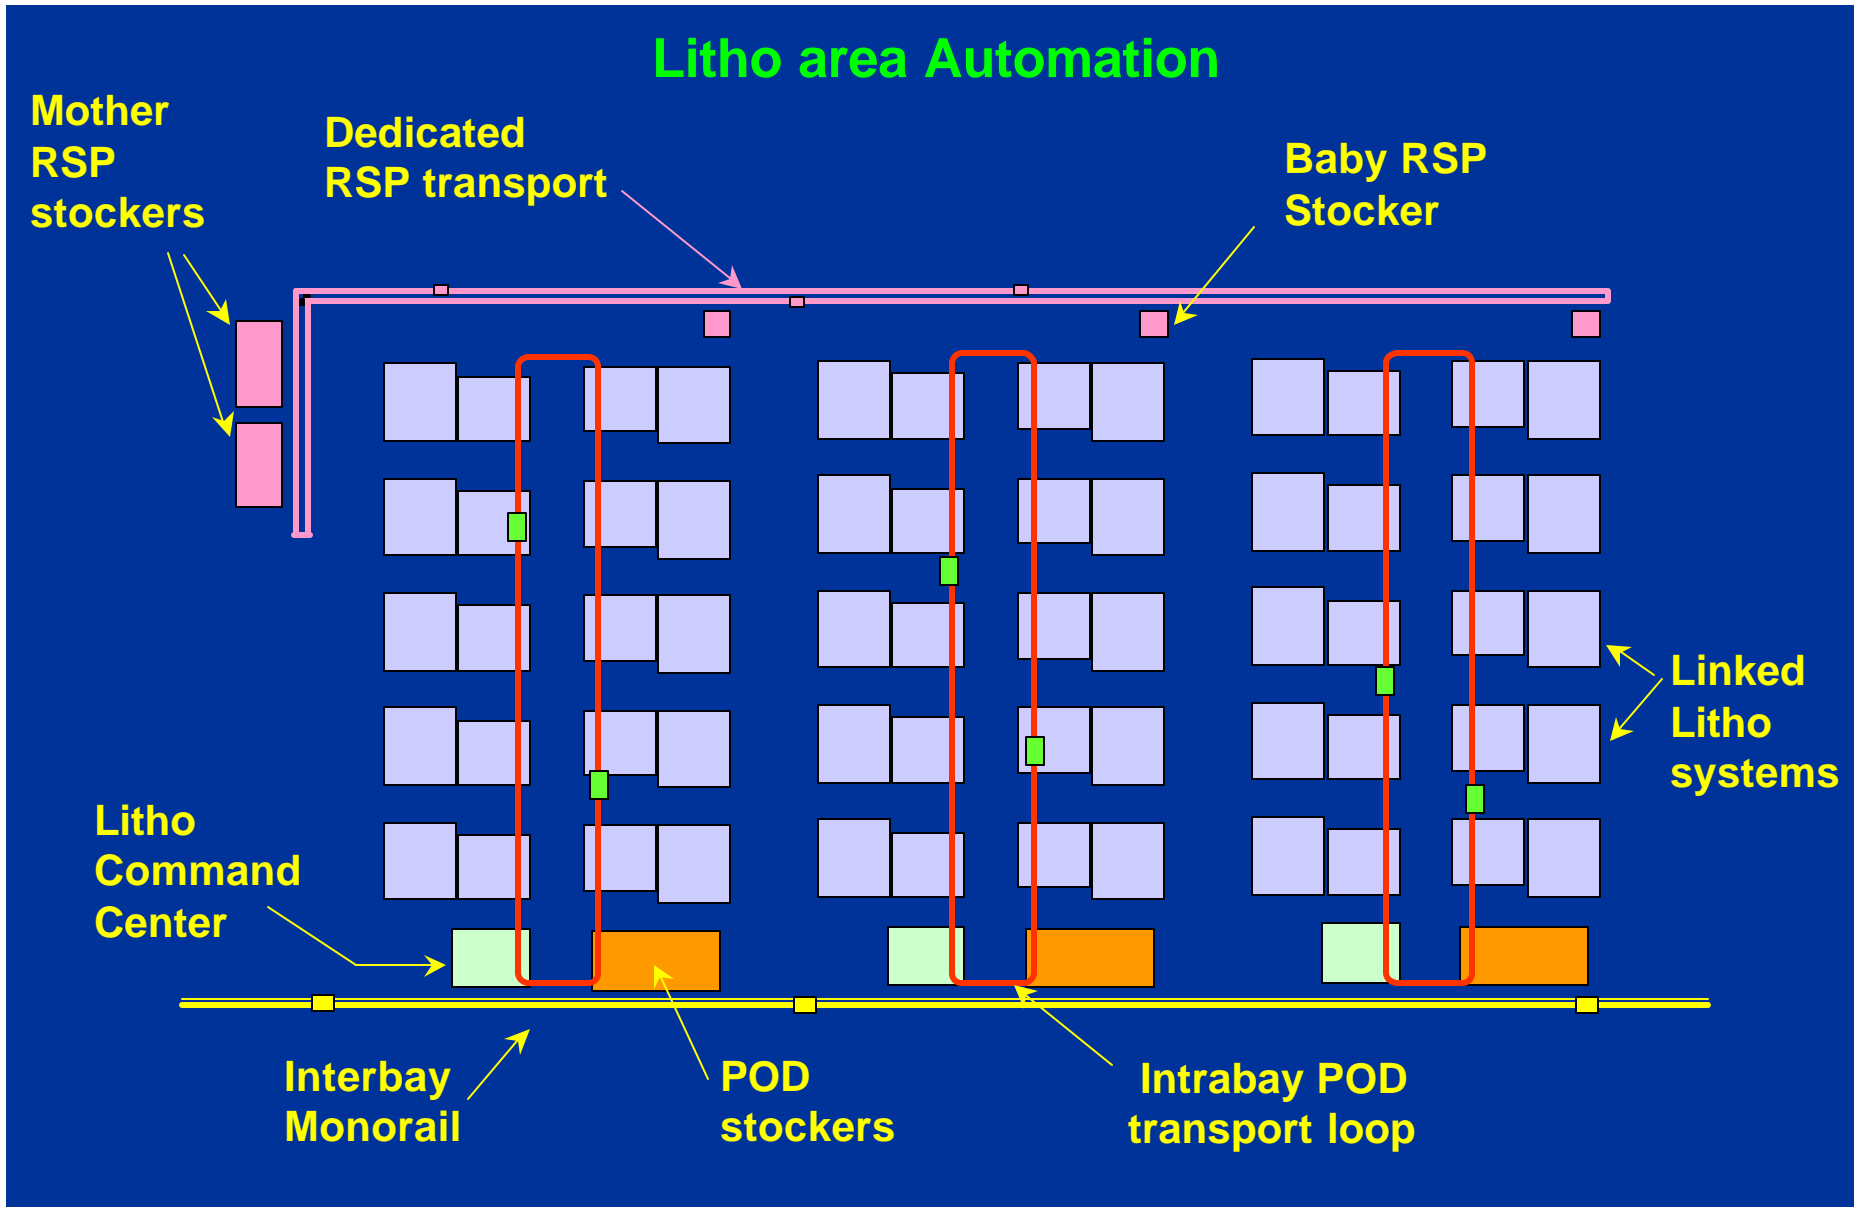 Litho area Automation
Mother
RSP
stockers
Dedicated
RSP transport
Baby RSP
Stocker
Linked
Litho
systems
Litho
Command
Center
Interbay
Monorail
POD
stockers
Intrabay POD
transport loop